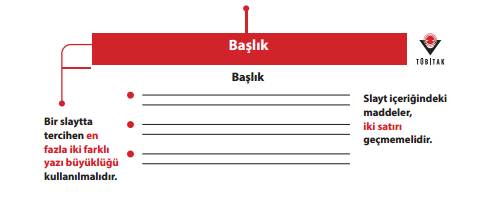 Başlık
TÜBİTAK
Başlık
Bir slaytta
tercihen en
fazla iki farklı
yazı büyüklüğü
kullanılmalıdır.
Slayt içeriğindeki
maddeler,
iki satırı
geçmemelidir.